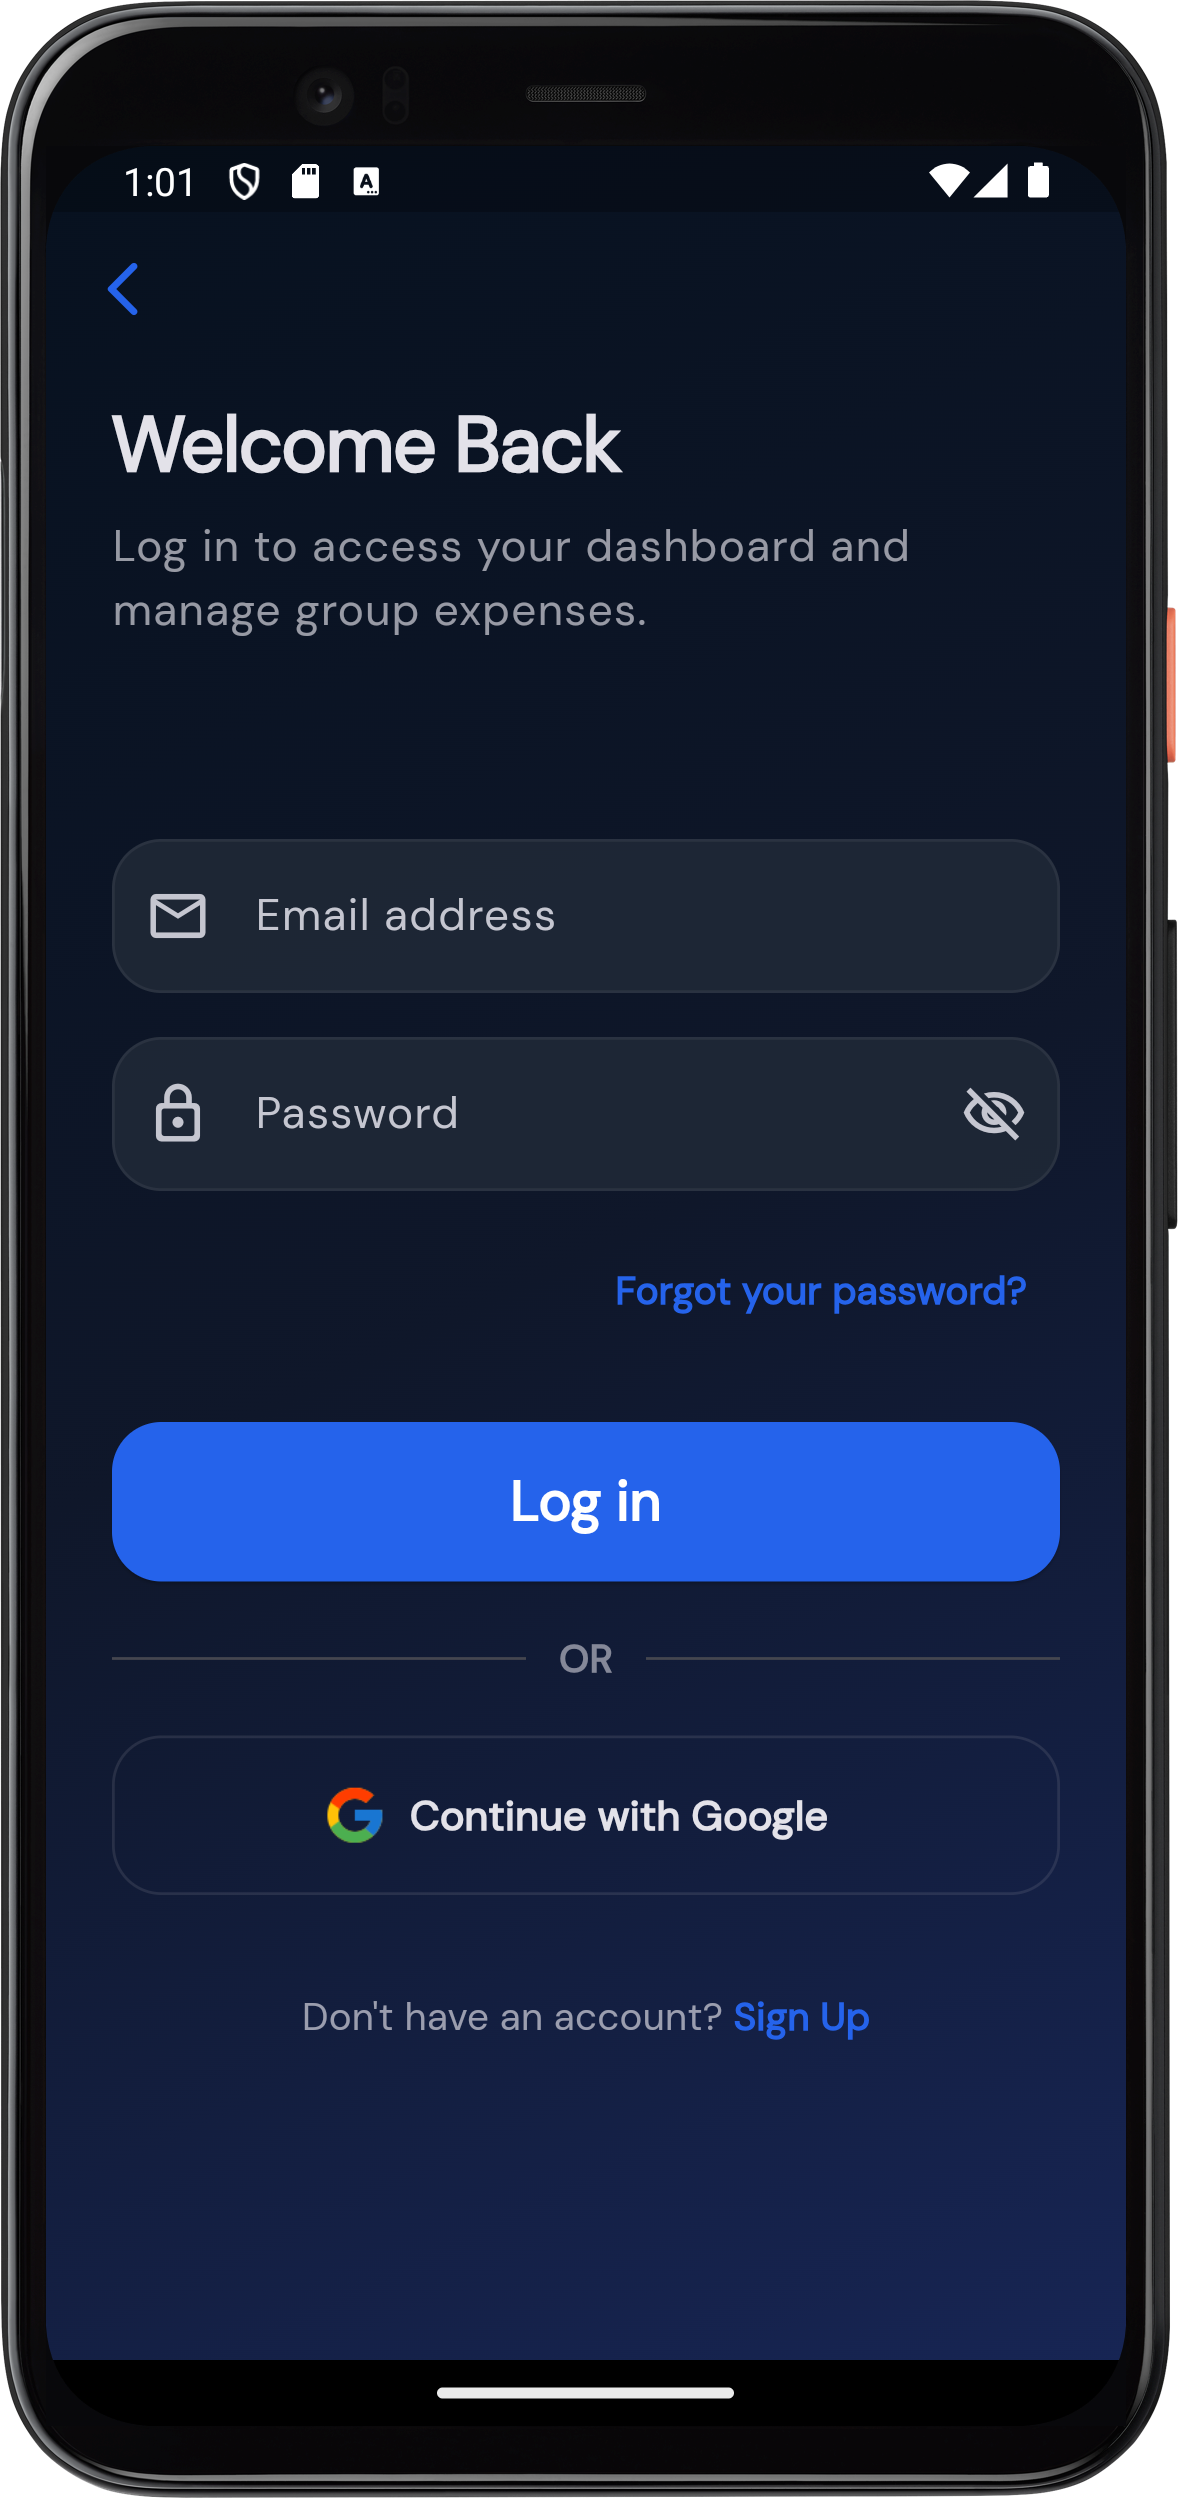 1:01
Welcome Back
Log in to access your dashboard and
manage group expenses.
Email address
Password
Forgot your password?
Log in
OR
Continue with Google
Don't have an account? Sign Up